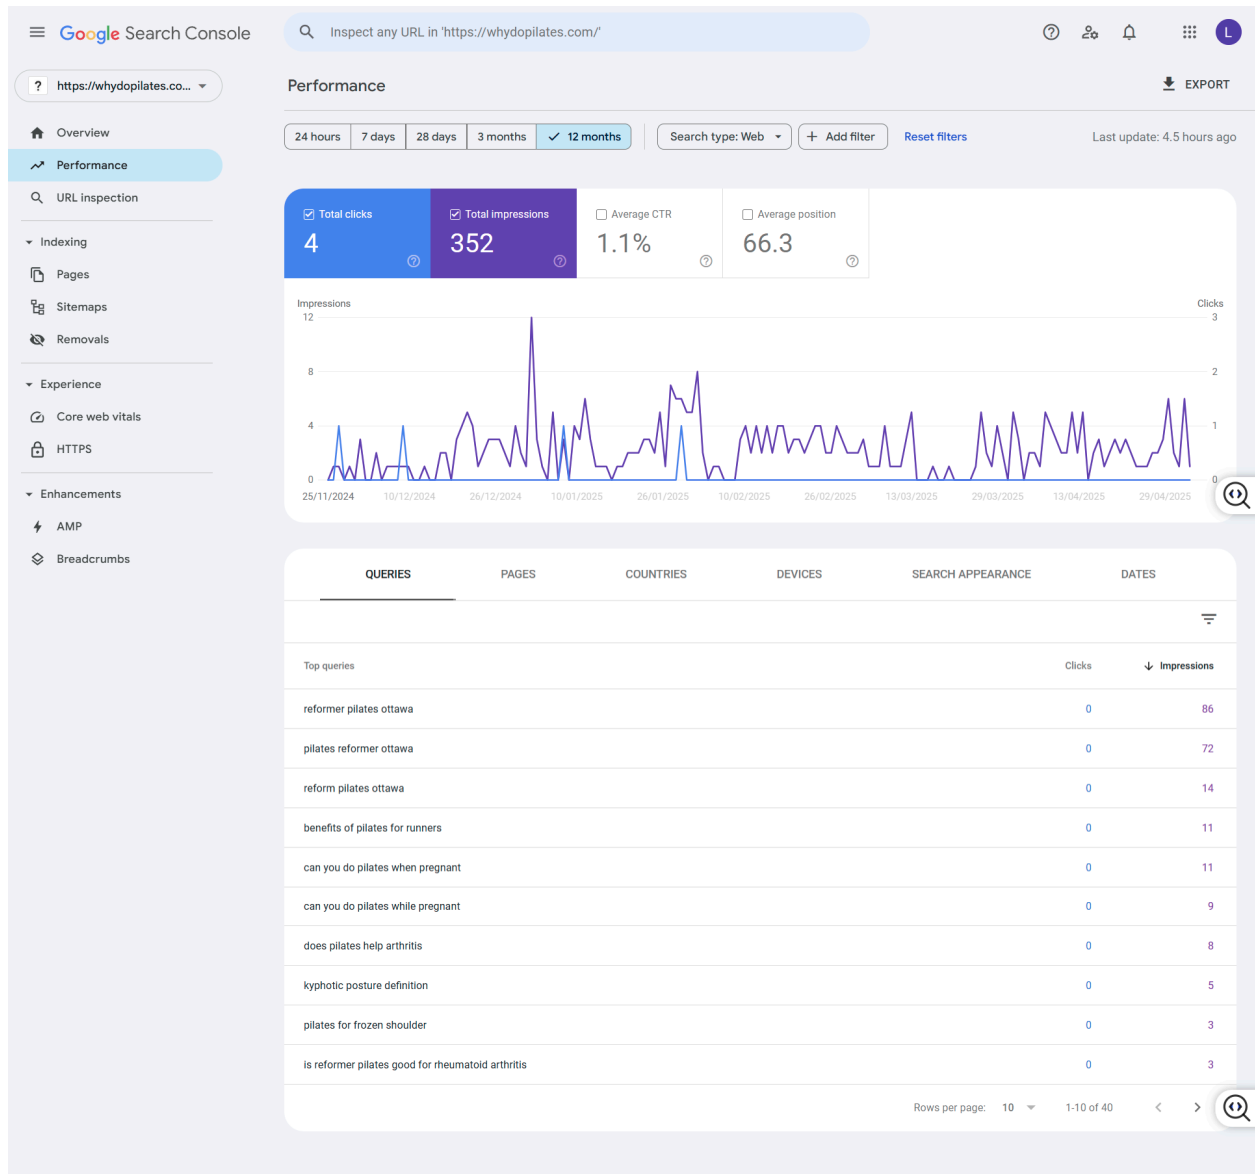 Google Search Console
Inspect any URL in 'https://whydopilates.com/'
L
? https://whydopilates.co...
Performance
EXPORT
Overview
Performance
URL inspection
Indexing
Pages
Sitemaps
Removals
Experience
Core web vitals
HTTPS
Enhancements
AMP
Breadcrumbs
24 hours 7 days 28 days 3 months 12 months Search type: Web + Add filter Reset filters Last update: 4.5 hours ago
Total clicks Total impressions Average CTR Average position
4 352 1.1% 66.3
Impressions Clicks
12 3
8 2
4 1
0 0
25/11/2024 10/12/2024 26/12/2024 10/01/2025 26/01/2025 10/02/2025 26/02/2025 13/03/2025 29/03/2025 13/04/2025 29/04/2025
QUERIES PAGES COUNTRIES DEVICES SEARCH APPEARANCE DATES
Top queries Clicks Impressions
reformer pilates ottawa 0 86
pilates reformer ottawa 0 72
reform pilates ottawa 0 14
benefits of pilates for runners 0 11
can you do pilates when pregnant 0 11
can you do pilates while pregnant 0 9
does pilates help arthritis 0 8
kyphotic posture definition 0 5
pilates for frozen shoulder 0 3
is reformer pilates good for rheumatoid arthritis 0 3
Rows per page: 10 1-10 of 40